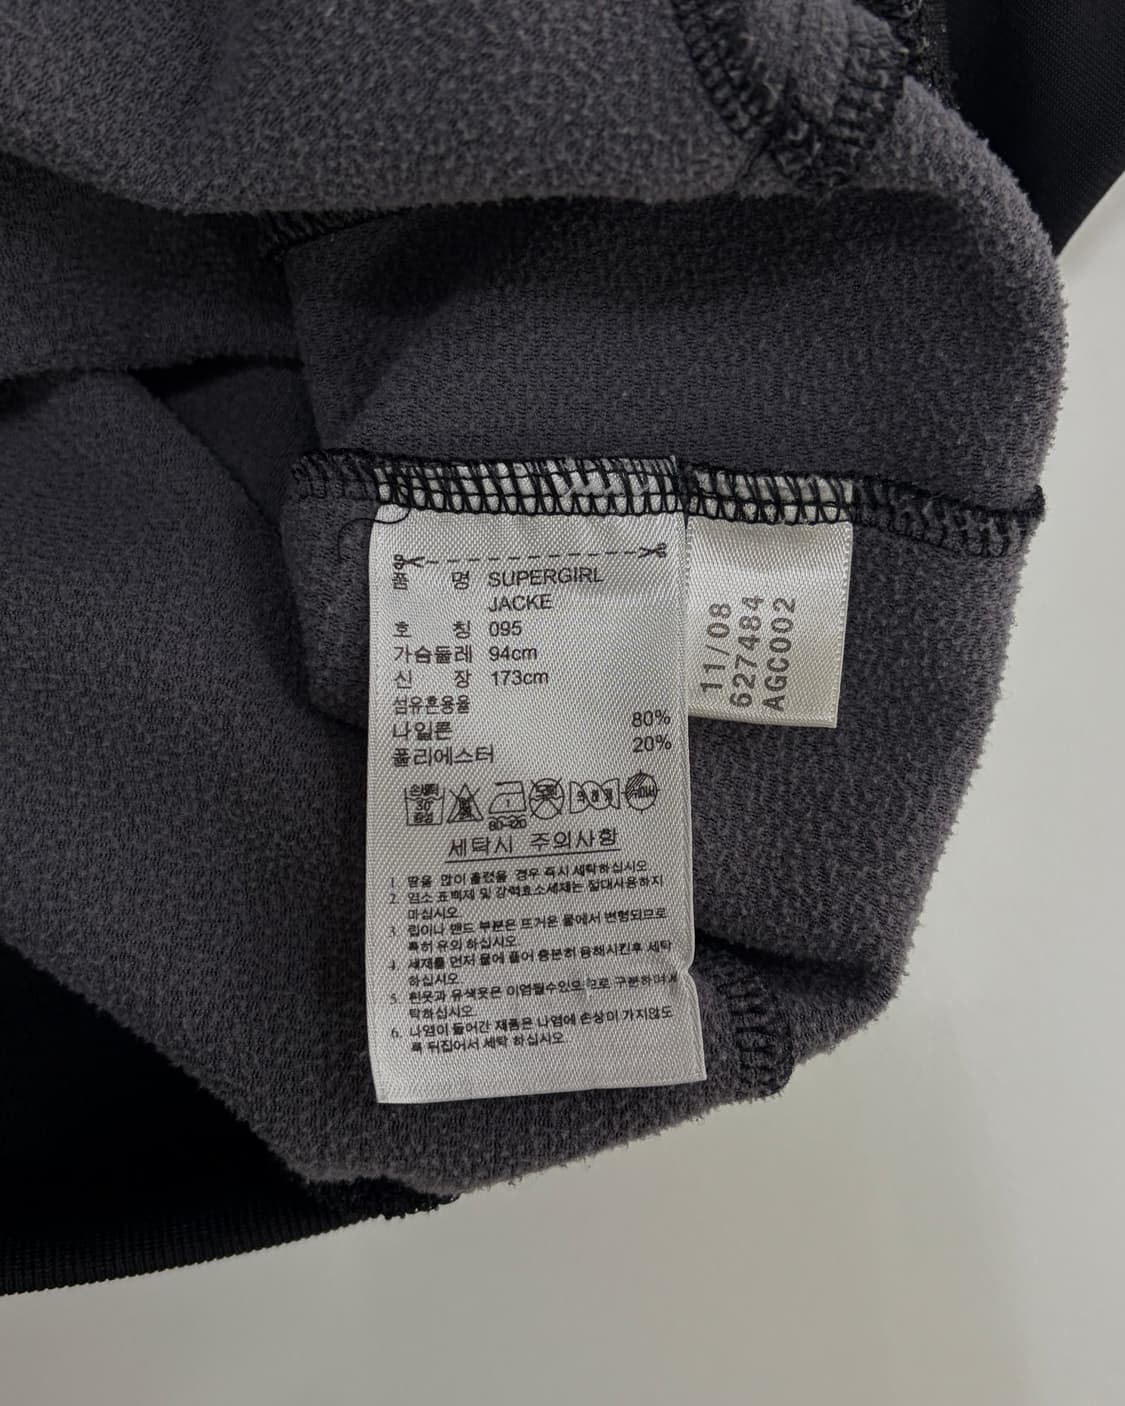 품 명 SUPERGIRL
JACKE
호 칭 095
가슴둘레 94cm
신 장 173cm
섬유혼용율
나일론 80%
폴리에스터 20%
손세탁
30
중성
80~120
세탁시 주의사항
1. 땀을 많이 흘렸을 경우 즉시 세탁하십시오
2. 염소 표백제 및 강력효소세제는 절대사용하지
마십시오
3. 립이나 밴드 부분은 뜨거운 물에서 변형되므로
특히 유의 하십시오
4. 세제를 먼저 물에 풀어 충분히 용해시킨후 세탁
하십시오
5. 흰옷과 유색옷은 이염될수있으므로 구분하여 세
탁하십시오
6. 나염이 들어간 제품은 나염에 손상이 가지않도
록 뒤집어서 세탁 하십시오
11/08
627484
AGC002